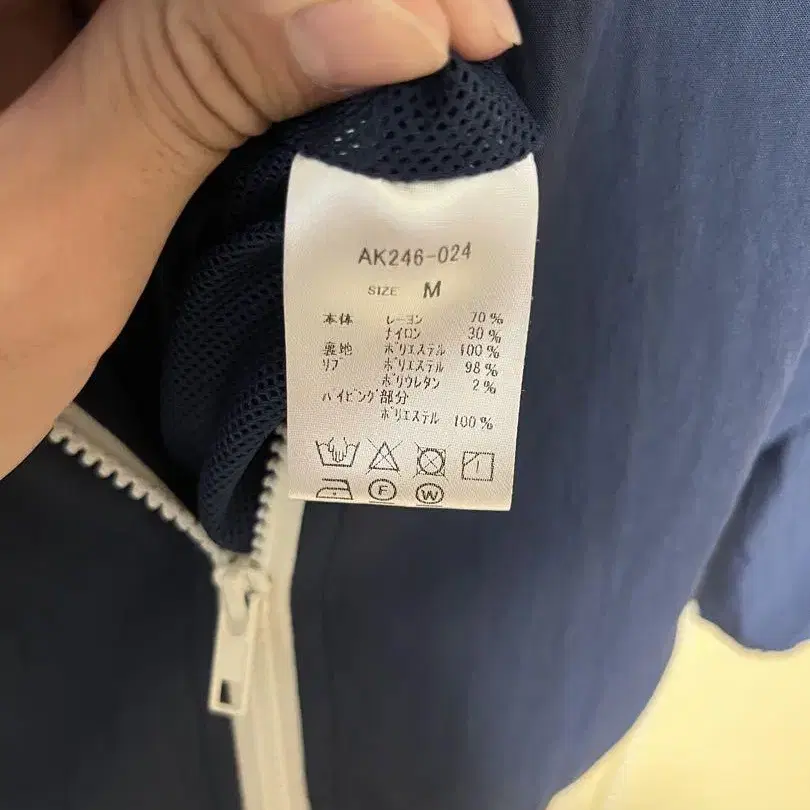 AK246-024
SIZE M
本体 レーヨン 70%
ナイロン 30%
裏地 ポリエステル 100%
リブ ポリエステル 98%
ポリウレタン 2%
パイピング部分
ポリエステル 100%
F W